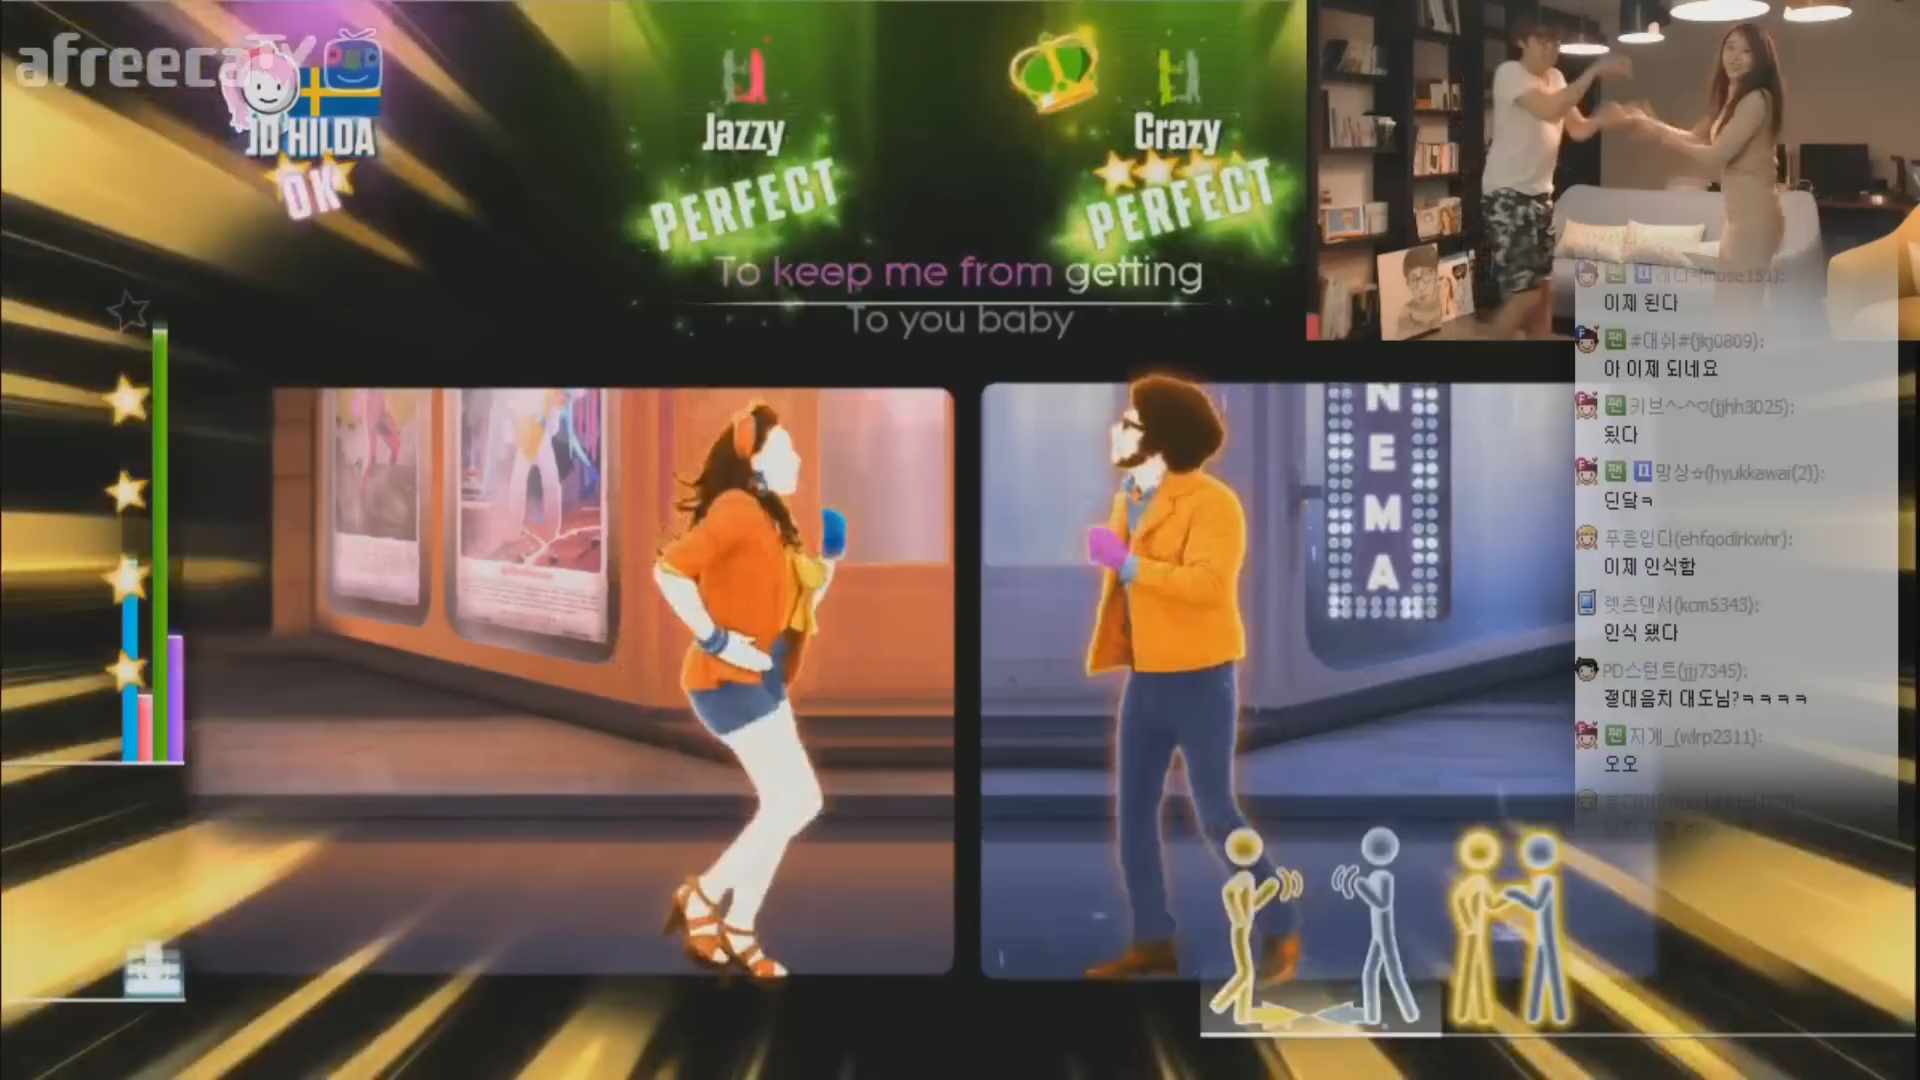 afreecaTV
JD HILDA
OK
Jazzy
PERFECT
Crazy
PERFECT
To keep me from getting
To you baby
NEMA
이제 된다
#대쉬#(jkj0809):
아 이제 되네요
키브^-^♡(jjhh3025):
됬다
망상☆(hyukkawai(2)):
딘닼ㅋ
푸흔입댜(ehfqodlrkwhr):
이제 인식함
렛츠댄서(kcm5343):
인식 됐다
PD스턴트(jjj7345):
절대음치 대도님?ㅋㅋㅋㅋ
팬 지게_(wlrp2311):
오오